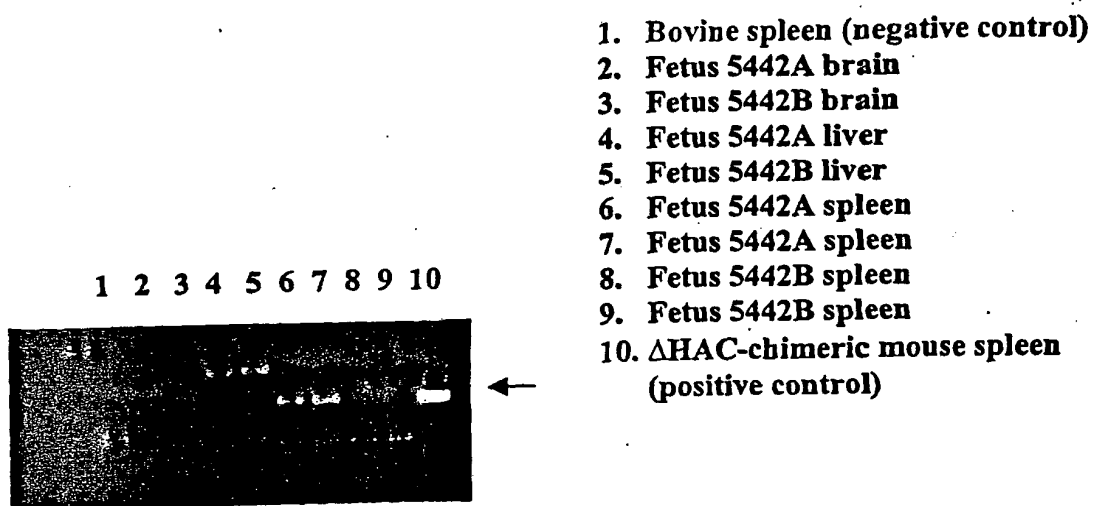 1. Bovine spleen (negative control)
2. Fetus 5442A brain
3. Fetus 5442B brain
4. Fetus 5442A liver
5. Fetus 5442B liver
6. Fetus 5442A spleen
7. Fetus 5442A spleen
8. Fetus 5442B spleen
9. Fetus 5442B spleen
10. ΔHAC-chimeric mouse spleen
(positive control)
1 2 3 4 5 6 7 8 9 10